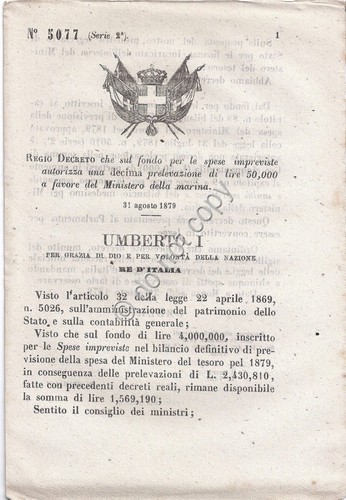 N° 5077 (Serie 2ª) 1
REGIO DECRETO che sul fondo per le spese impreviste
autorizza una decima prelevazione di lire 50,000
a favore del Ministero della marina.
31 agosto 1879
UMBERTO I
PER GRAZIA DI DIO E PER VOLONTÀ DELLA NAZIONE
RE D'ITALIA
Visto l'articolo 32 della legge 22 aprile 1869,
n. 5026, sull'amministrazione del patrimonio dello
Stato e sulla contabilità generale;
Visto che sul fondo di lire 4,000,000, inscritto
per le Spese impreviste nel bilancio definitivo di pre-
visione della spesa del Ministero del tesoro pel 1879,
in conseguenza delle prelevazioni di L. 2,430,810,
fatte con precedenti decreti reali, rimane disponibile
la somma di lire 1,569,190;
Sentito il consiglio dei ministri;